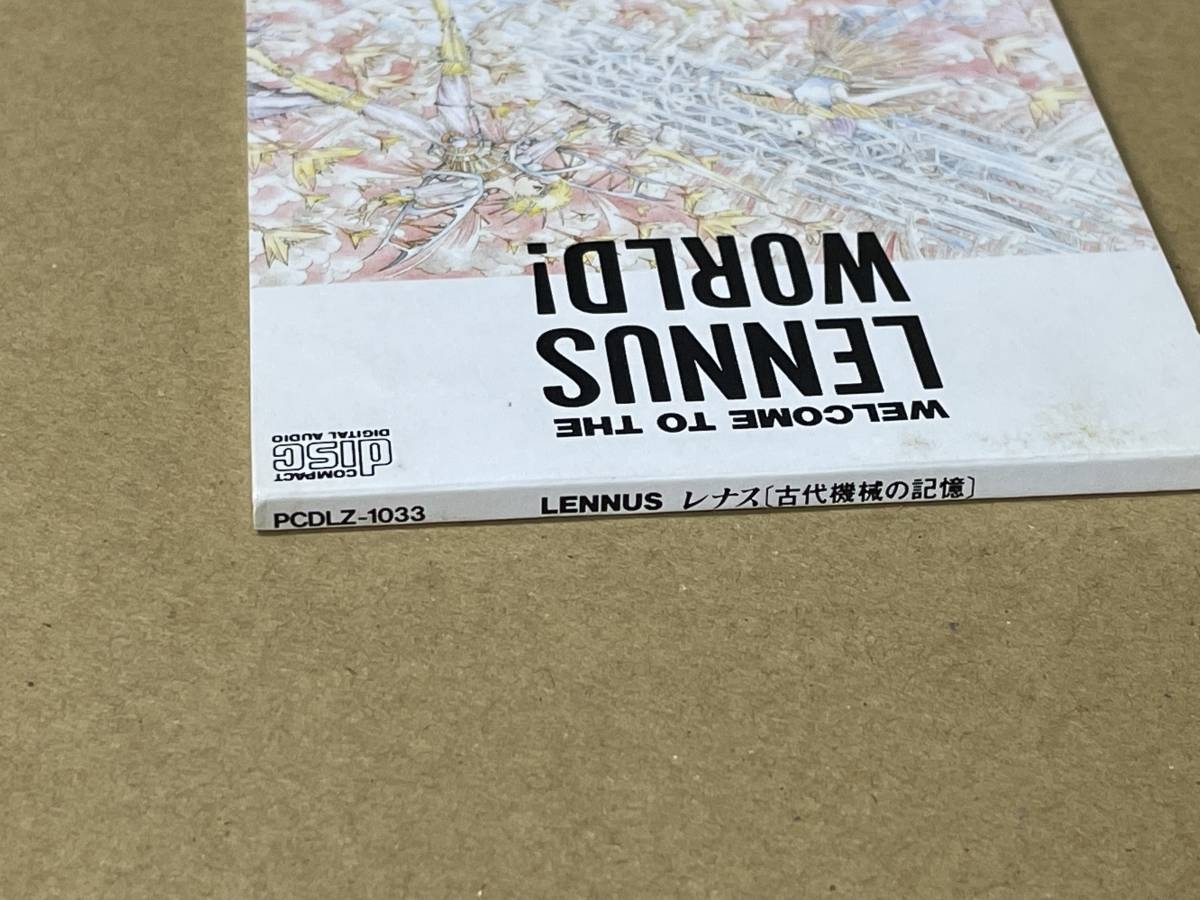 WELCOME TO THE
LENNUS
WORLD!
COMPACT
disc
DIGITAL AUDIO
PCDLZ-1033
LENNUS レナス〔古代機械の記憶〕